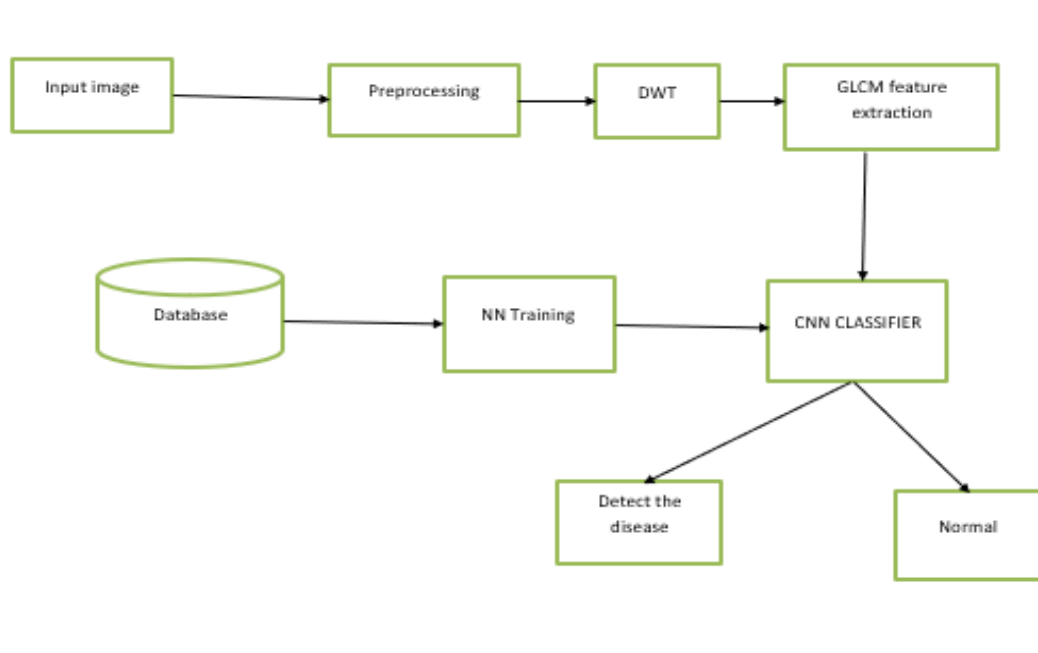 Input image
Preprocessing
DWT
GLCM feature
extraction
Database
NN Training
CNN CLASSIFIER
Detect the
disease
Normal